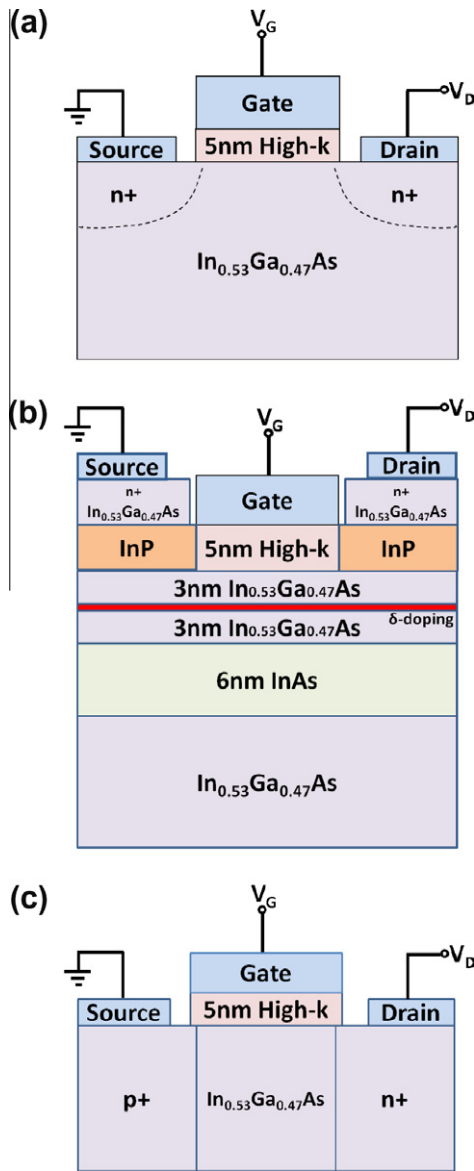 (a)
V_G
V_D
Gate
Source
5nm High-k
Drain
n+
n+
In₀.₅₃Ga₀.₄₇As
(b)
V_G
V_D
Source
Drain
n+
In₀.₅₃Ga₀.₄₇As
Gate
n+
In₀.₅₃Ga₀.₄₇As
InP
5nm High-k
InP
3nm In₀.₅₃Ga₀.₄₇As
δ-doping
3nm In₀.₅₃Ga₀.₄₇As
6nm InAs
In₀.₅₃Ga₀.₄₇As
(c)
V_G
V_D
Gate
Source
5nm High-k
Drain
p+
In₀.₅₃Ga₀.₄₇As
n+